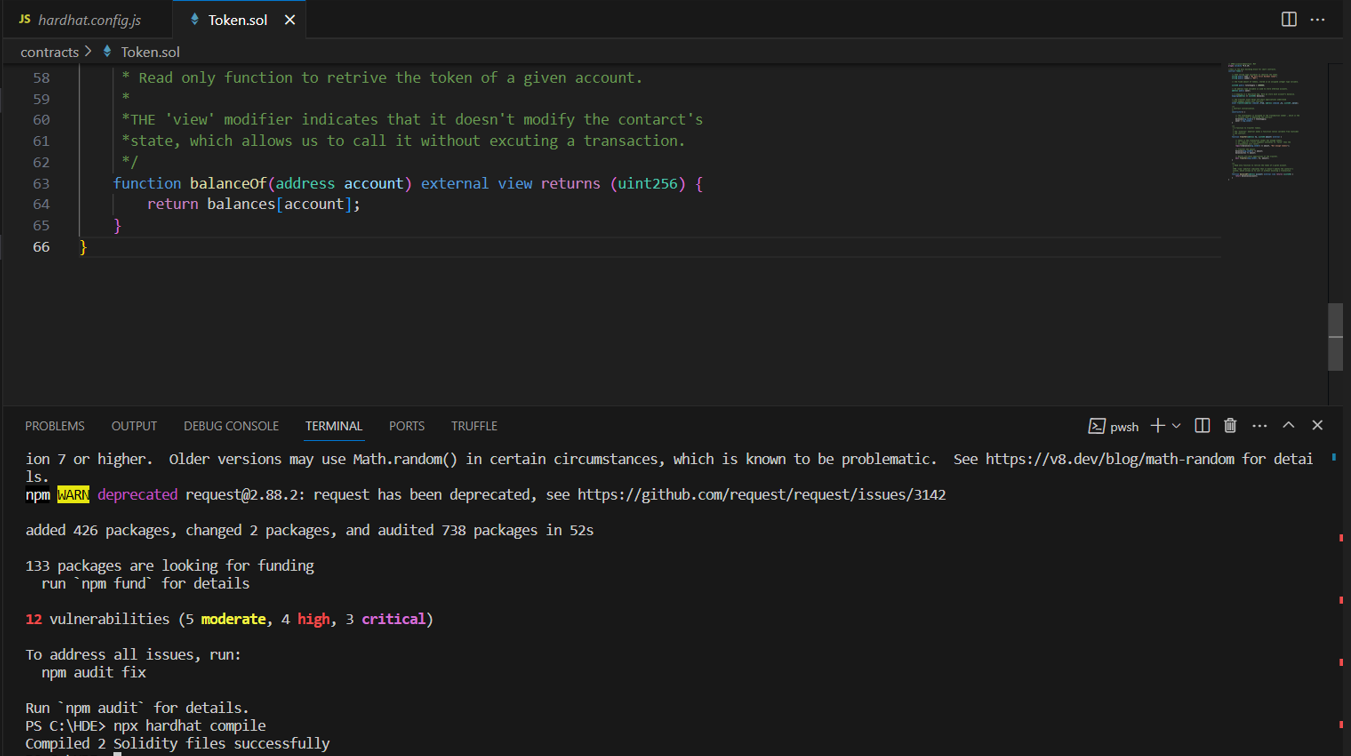 JS hardhat.config.js
Token.sol
contracts > Token.sol
58 * Read only function to retrive the token of a given account.
59 *
60 *THE 'view' modifier indicates that it doesn't modify the contarct's
61 *state, which allows us to call it without excuting a transaction.
62 */
63 function balanceOf(address account) external view returns (uint256) {
64 return balances[account];
65 }
66 }
PROBLEMS OUTPUT DEBUG CONSOLE TERMINAL PORTS TRUFFLE pwsh
ion 7 or higher.  Older versions may use Math.random() in certain circumstances, which is known to be problematic.  See https://v8.dev/blog/math-random for detai
ls.
npm WARN deprecated request@2.88.2: request has been deprecated, see https://github.com/request/request/issues/3142
added 426 packages, changed 2 packages, and audited 738 packages in 52s
133 packages are looking for funding
run `npm fund` for details
12 vulnerabilities (5 moderate, 4 high, 3 critical)
To address all issues, run:
npm audit fix
Run `npm audit` for details.
PS C:\HDE> npx hardhat compile
Compiled 2 Solidity files successfully